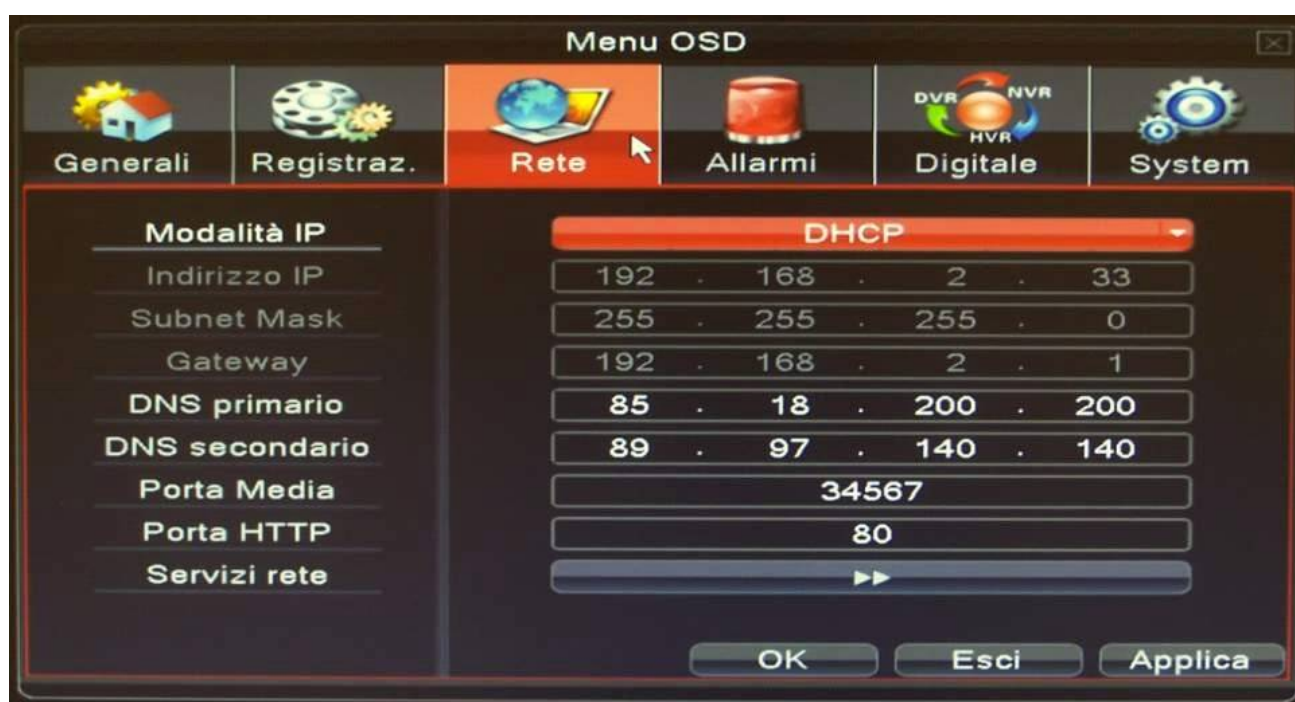 Menu OSD
DVR NVR
HVR
Generali Registraz. Rete Allarmi Digitale System
Modalità IP DHCP
Indirizzo IP 192 . 168 . 2 . 33
Subnet Mask 255 . 255 . 255 . 0
Gateway 192 . 168 . 2 . 1
DNS primario 85 . 18 . 200 . 200
DNS secondario 89 . 97 . 140 . 140
Porta Media 34567
Porta HTTP 80
Servizi rete
OK Esci Applica